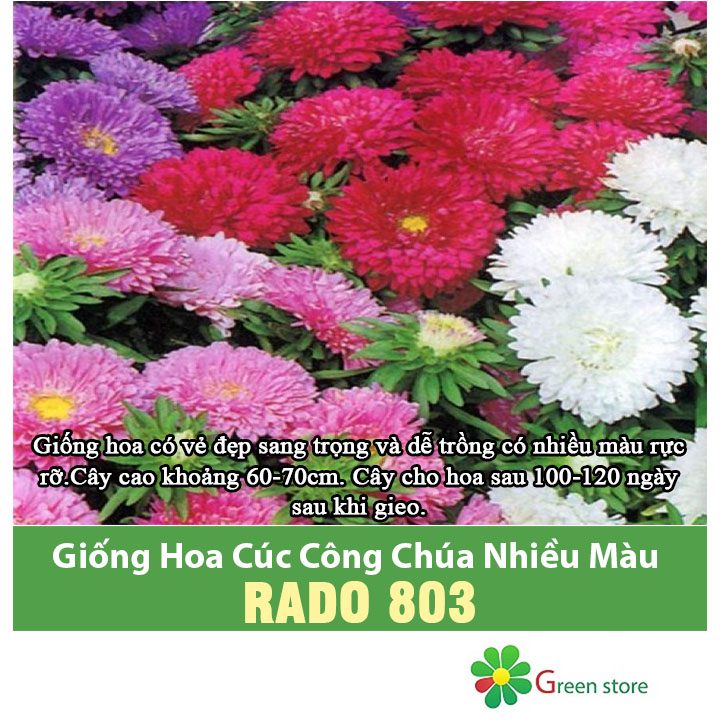 Giống hoa có vẻ đẹp sang trọng và dễ trồng có nhiều màu rực
rỡ.Cây cao khoảng 60-70cm. Cây cho hoa sau 100-120 ngày
sau khi gieo.
Giống Hoa Cúc Công Chúa Nhiều Màu
RADO 803
Green store